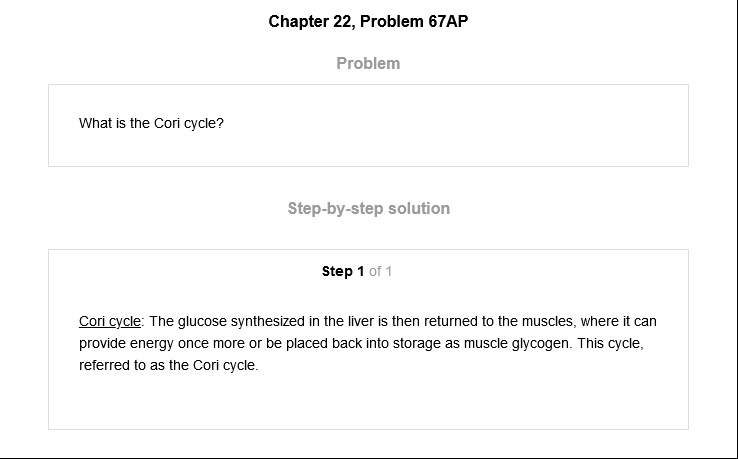 Chapter 22, Problem 67AP
Problem
What is the Cori cycle?
Step-by-step solution
Step 1 of 1
Cori cycle: The glucose synthesized in the liver is then returned to the muscles, where it can
provide energy once more or be placed back into storage as muscle glycogen. This cycle,
referred to as the Cori cycle.